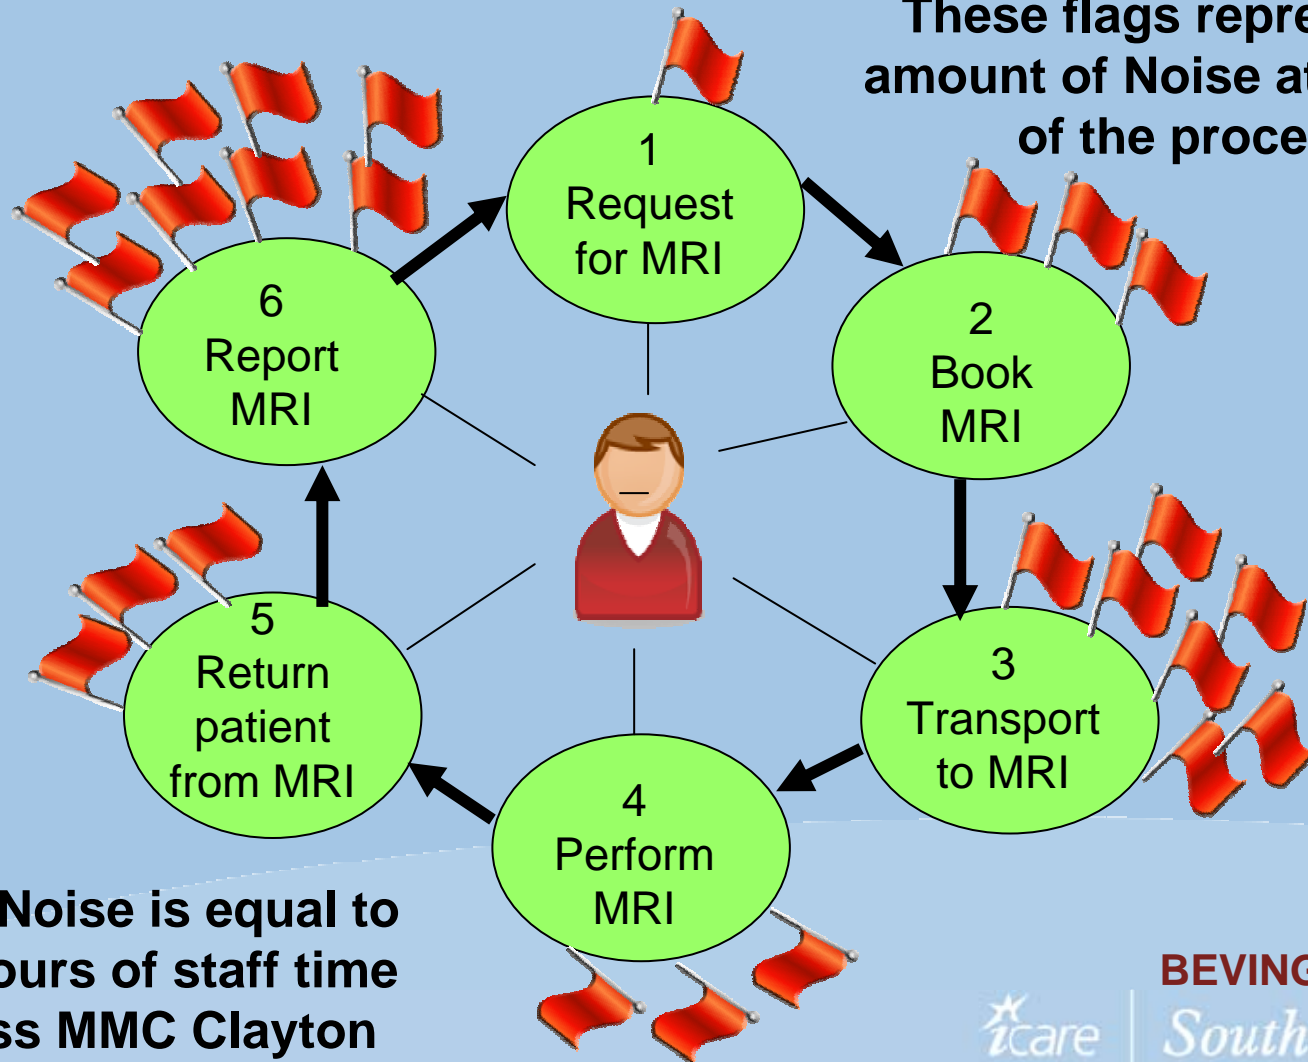 These flags repre
amount of Noise at
of the proce
1
Request
for MRI
2
Book
MRI
3
Transport
to MRI
4
Perform
MRI
5
Return
patient
from MRI
6
Report
MRI
Noise is equal to
ours of staff time
ss MMC Clayton
BEVING
icare
South